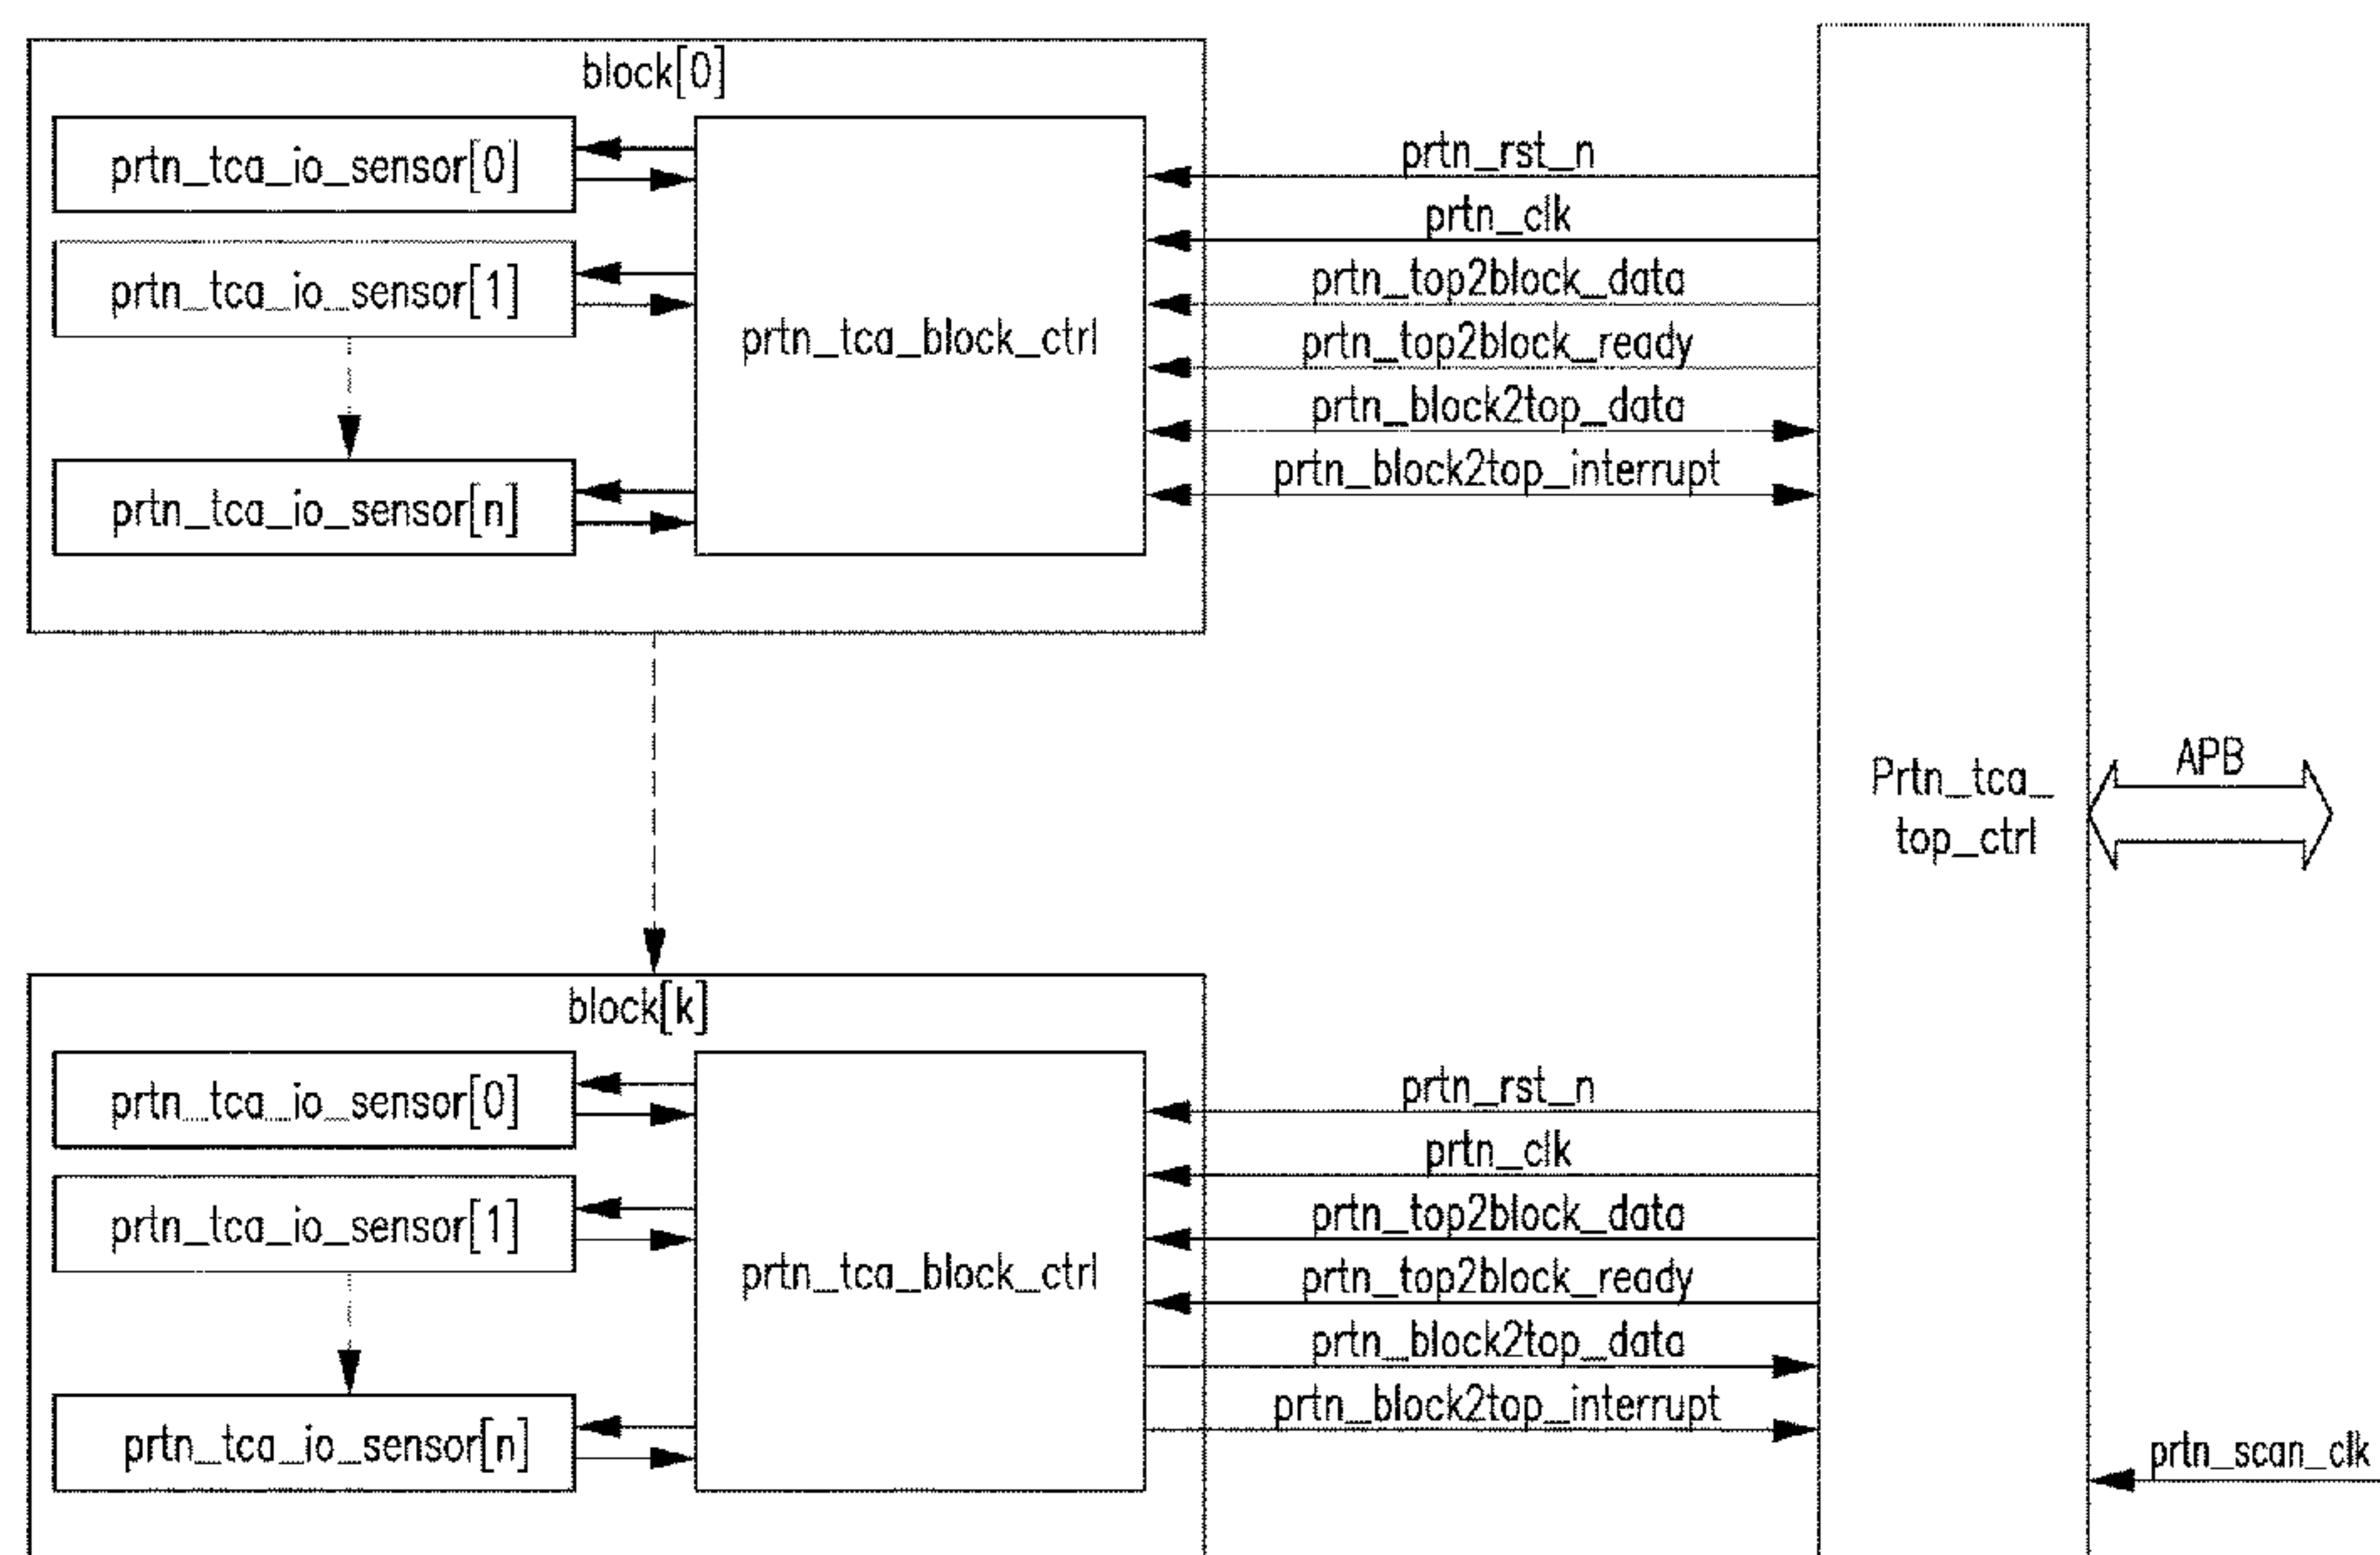 block[0]
prtn_tca_io_sensor[0]
prtn_tca_io_sensor[1]
prtn_tca_io_sensor[n]
prtn_tca_block_ctrl
prtn_rst_n
prtn_clk
prtn_top2block_data
prtn_top2block_ready
prtn_block2top_data
prtn_block2top_interrupt
Prtn_tca_
top_ctrl
APB
block[k]
prtn_tca_io_sensor[0]
prtn_tca_io_sensor[1]
prtn_tca_io_sensor[n]
prtn_tca_block_ctrl
prtn_rst_n
prtn_clk
prtn_top2block_data
prtn_top2block_ready
prtn_block2top_data
prtn_block2top_interrupt
prtn_scan_clk